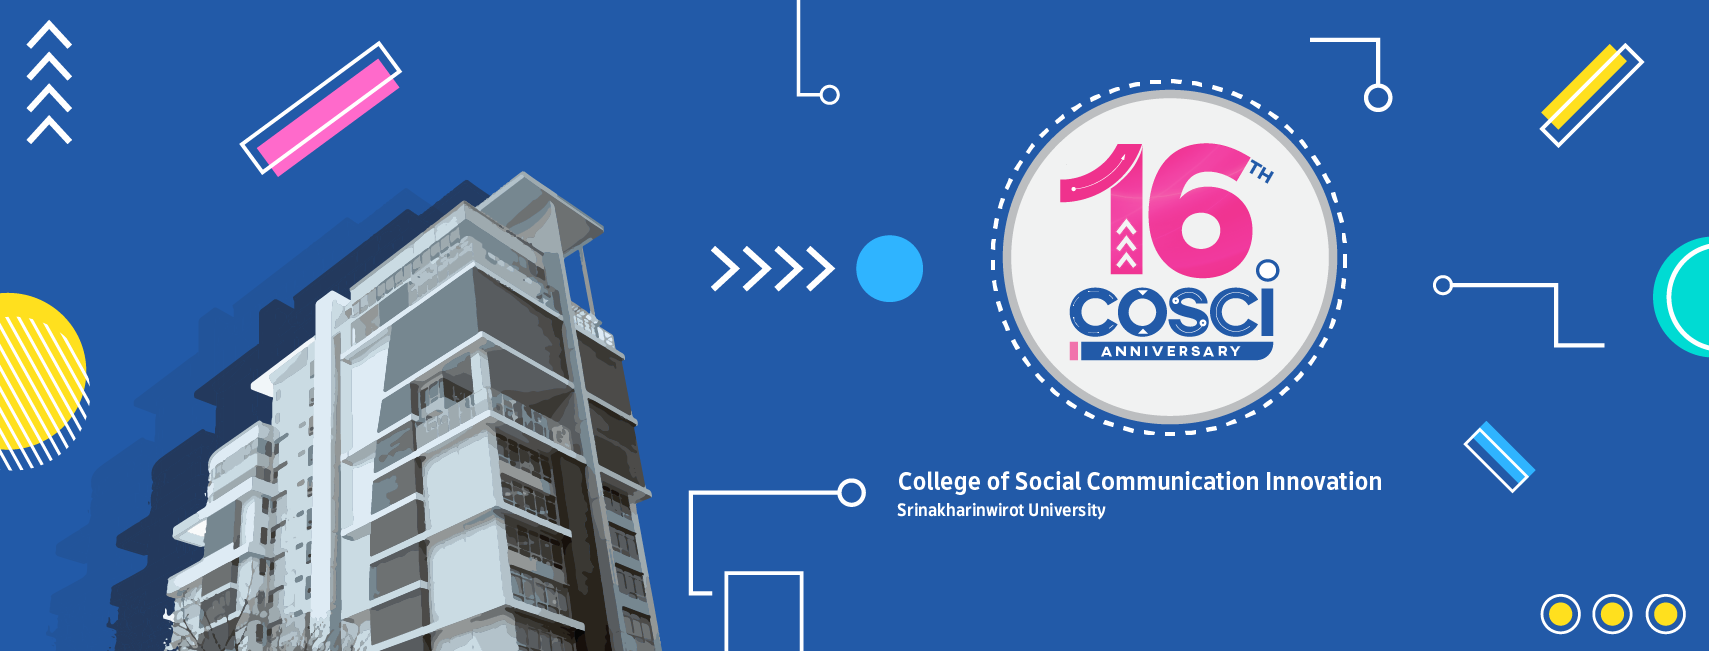 16TH
COSCI
ANNIVERSARY
College of Social Communication Innovation
Srinakharinwirot University